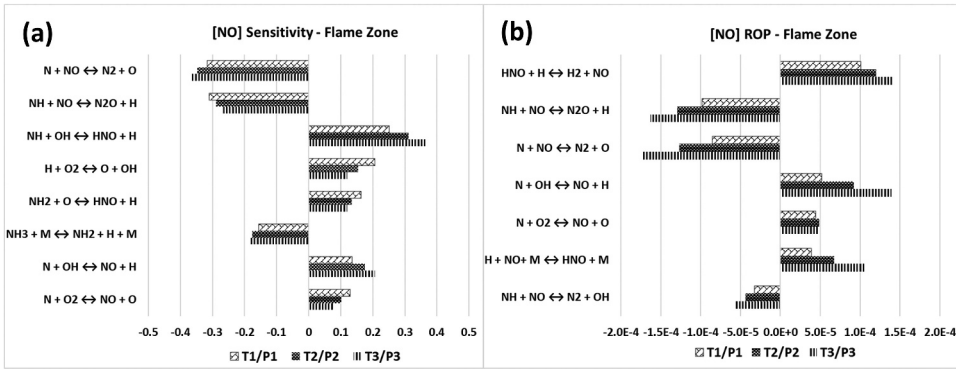 (a)
[NO] Sensitivity - Flame Zone
N + NO ↔ N2 + O
NH + NO ↔ N2O + H
NH + OH ↔ HNO + H
H + O2 ↔ O + OH
NH2 + O ↔ HNO + H
NH3 + M ↔ NH2 + H + M
N + OH ↔ NO + H
N + O2 ↔ NO + O
-0.5 -0.4 -0.3 -0.2 -0.1 0 0.1 0.2 0.3 0.4 0.5
T1/P1 T2/P2 T3/P3
(b)
[NO] ROP - Flame Zone
HNO + H ↔ H2 + NO
NH + NO ↔ N2O + H
N + NO ↔ N2 + O
N + OH ↔ NO + H
N + O2 ↔ NO + O
H + NO+ M ↔ HNO + M
NH + NO ↔ N2 + OH
-2.0E-4 -1.5E-4 -1.0E-4 -5.0E-5 0.0E+0 5.0E-5 1.0E-4 1.5E-4 2.0E-4
T1/P1 T2/P2 T3/P3